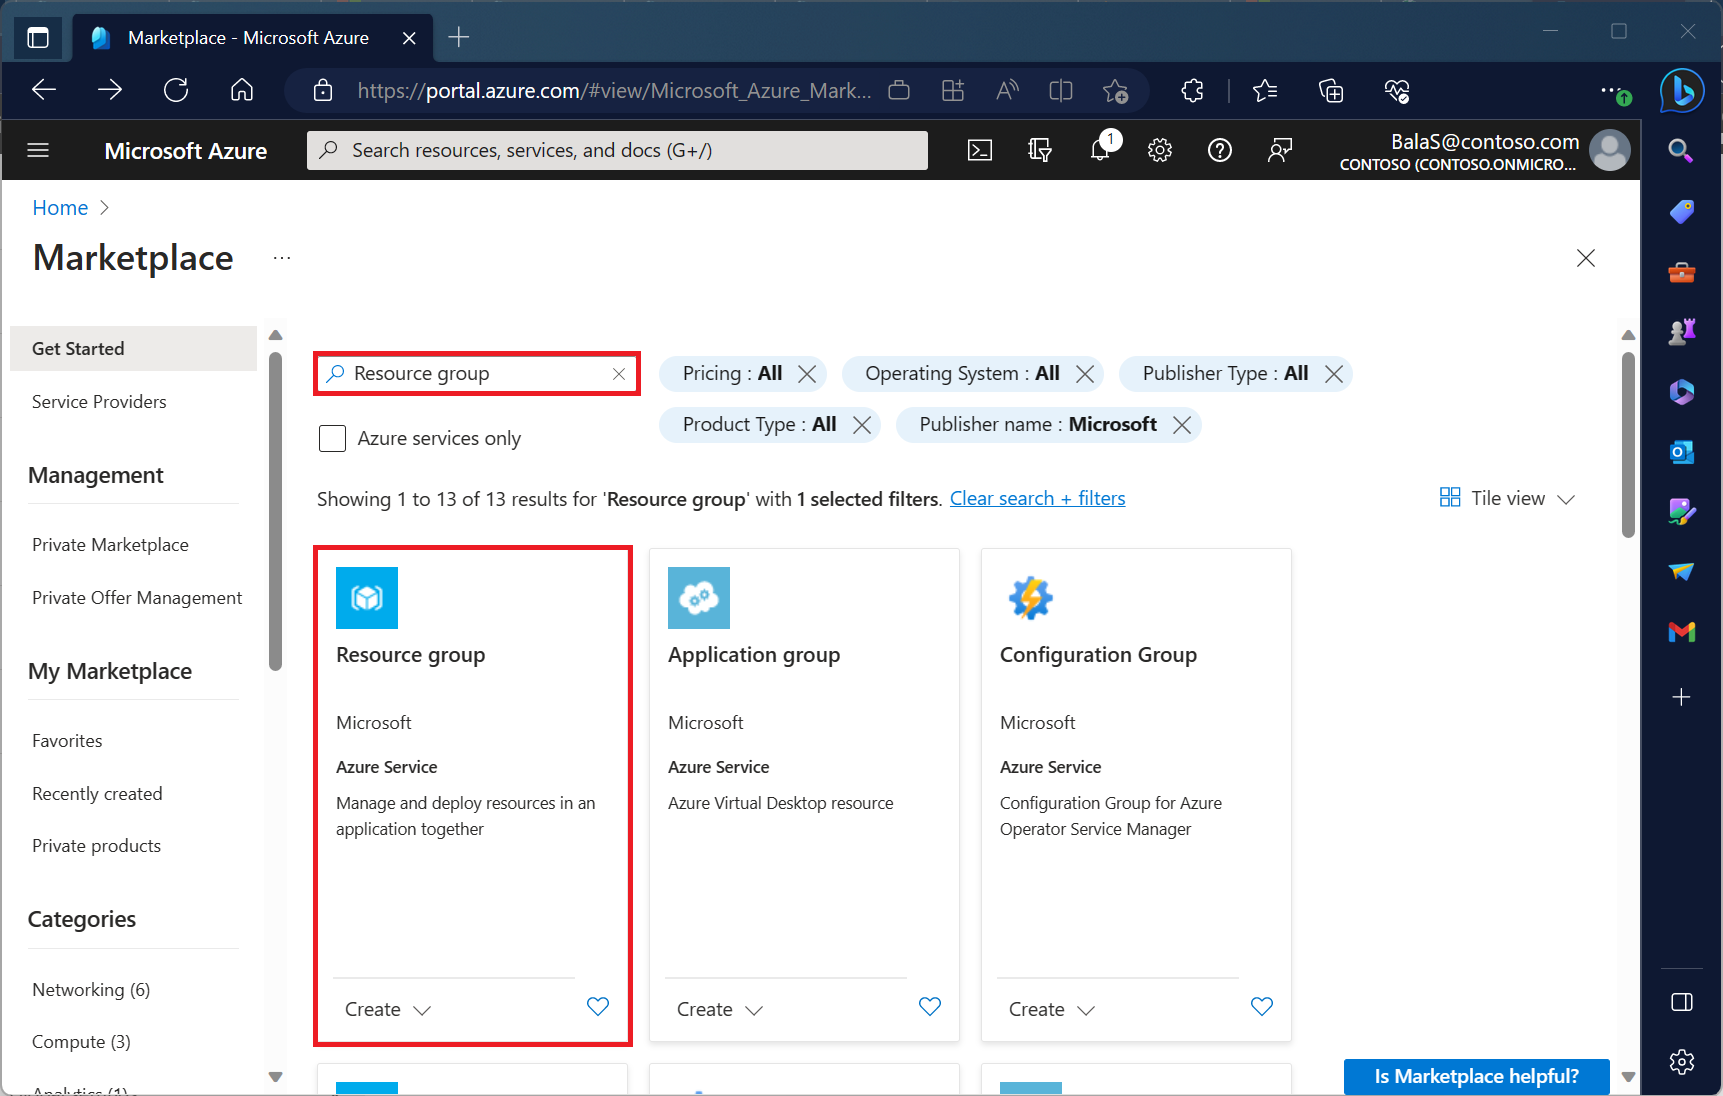 Marketplace - Microsoft Azure
https://portal.azure.com/#view/Microsoft_Azure_Mark...
Microsoft Azure
Search resources, services, and docs (G+/)
1
BalaS@contoso.com
CONTOSO (CONTOSO.ONMICRO...
Home
Marketplace
...
Get Started
Service Providers
Management
Private Marketplace
Private Offer Management
My Marketplace
Favorites
Recently created
Private products
Categories
Networking (6)
Compute (3)
Analytics (1)
Resource group
Pricing : All
Operating System : All
Publisher Type : All
Azure services only
Product Type : All
Publisher name : Microsoft
Showing 1 to 13 of 13 results for 'Resource group' with 1 selected filters. Clear search + filters
Tile view
Resource group
Microsoft
Azure Service
Manage and deploy resources in an
application together
Create
Application group
Microsoft
Azure Service
Azure Virtual Desktop resource
Create
Configuration Group
Microsoft
Azure Service
Configuration Group for Azure
Operator Service Manager
Create
Is Marketplace helpful?